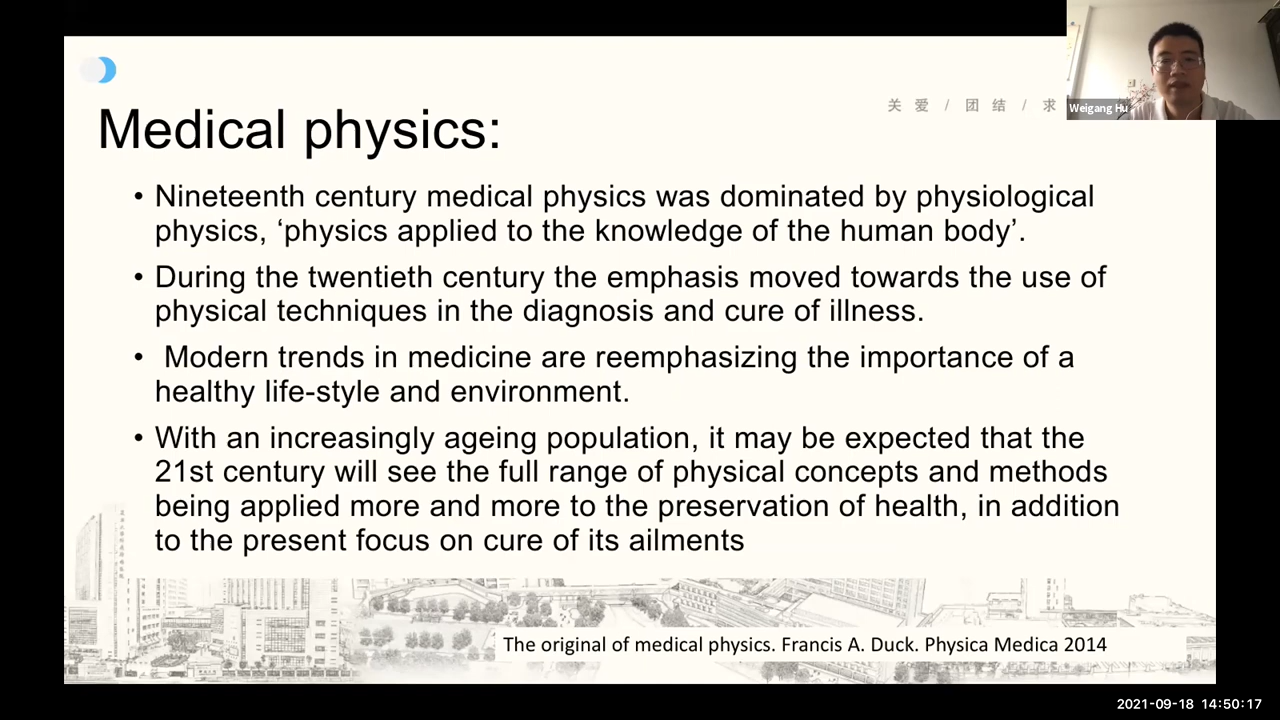 关 爱 / 团 结 / 求
Weigang Hu
Medical physics:
• Nineteenth century medical physics was dominated by physiological
physics, ‘physics applied to the knowledge of the human body’.
• During the twentieth century the emphasis moved towards the use of
physical techniques in the diagnosis and cure of illness.
• Modern trends in medicine are reemphasizing the importance of a
healthy life-style and environment.
• With an increasingly ageing population, it may be expected that the
21st century will see the full range of physical concepts and methods
being applied more and more to the preservation of health, in addition
to the present focus on cure of its ailments
The original of medical physics. Francis A. Duck. Physica Medica 2014
2021-09-18 14:50:17